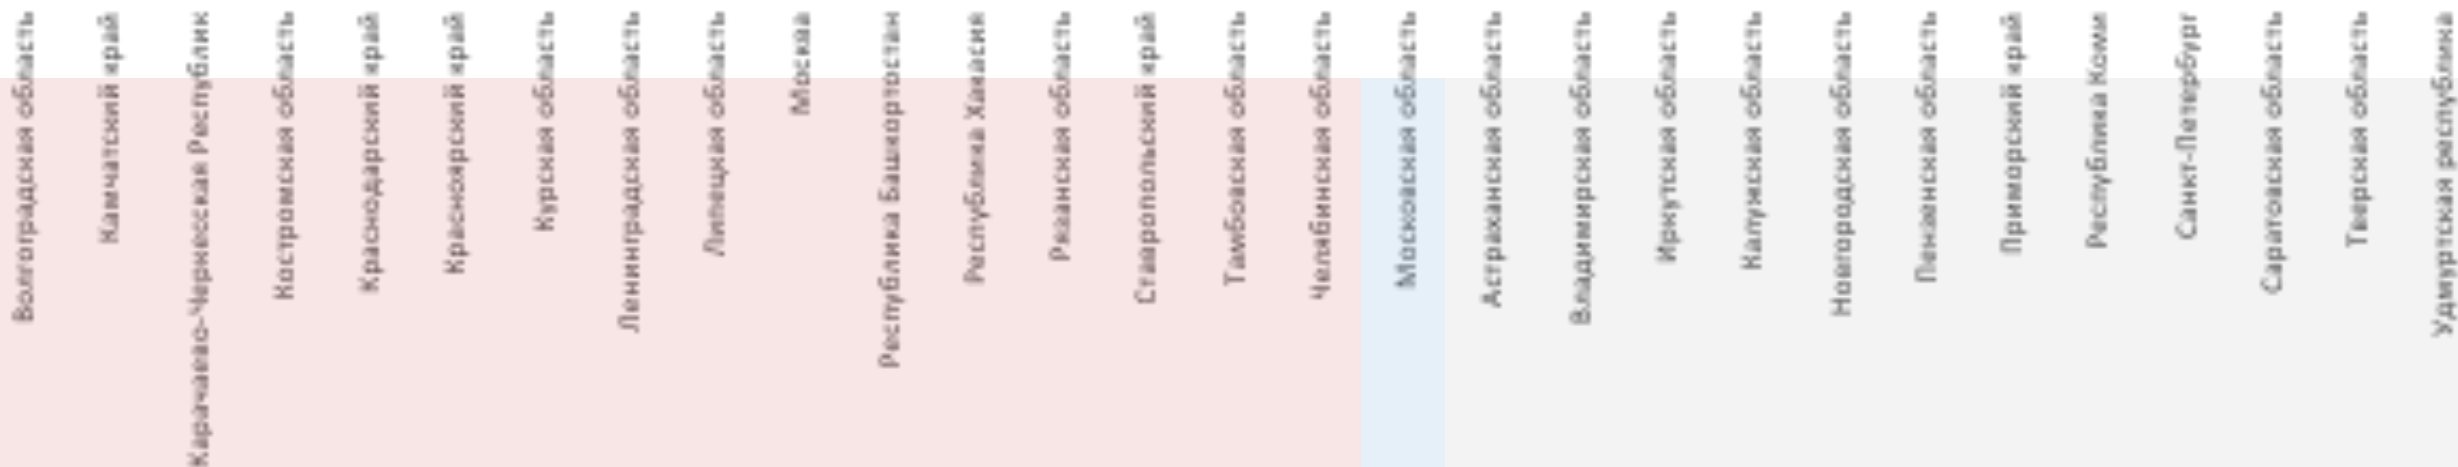 Волгоградская область
Камчатский край
Карачаево-Черкесская Республик
Костромская область
Краснодарский край
Красноярский край
Курская область
Ленинградская область
Липецкая область
Москва
Республика Башкортостан
Республика Хакасия
Рязанская область
Ставропольский край
Тамбовская область
Челябинская область
Московская область
Астраханская область
Владимирская область
Иркутская область
Калужская область
Новгородская область
Пензенская область
Приморский край
Республика Коми
Санкт-Петербург
Саратовская область
Тверская область
Удмуртская республика